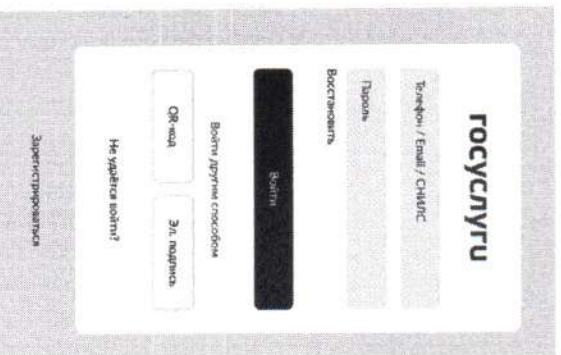 госуслуги
Телефон / Email / СНИЛС
Пароль
Восстановить
Войти
Войти другим способом
QR-код
Эл. подпись
Не удаётся войти?
Зарегистрироваться